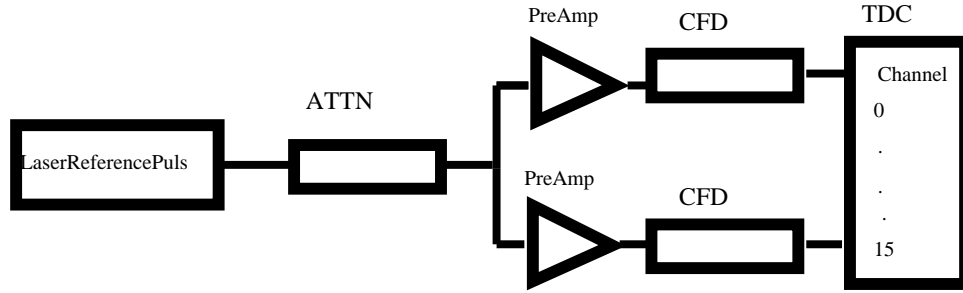 PreAmp
CFD
TDC
ATTN
Channel
0
.
LaserReferencePuls
.
PreAmp
CFD
.
15